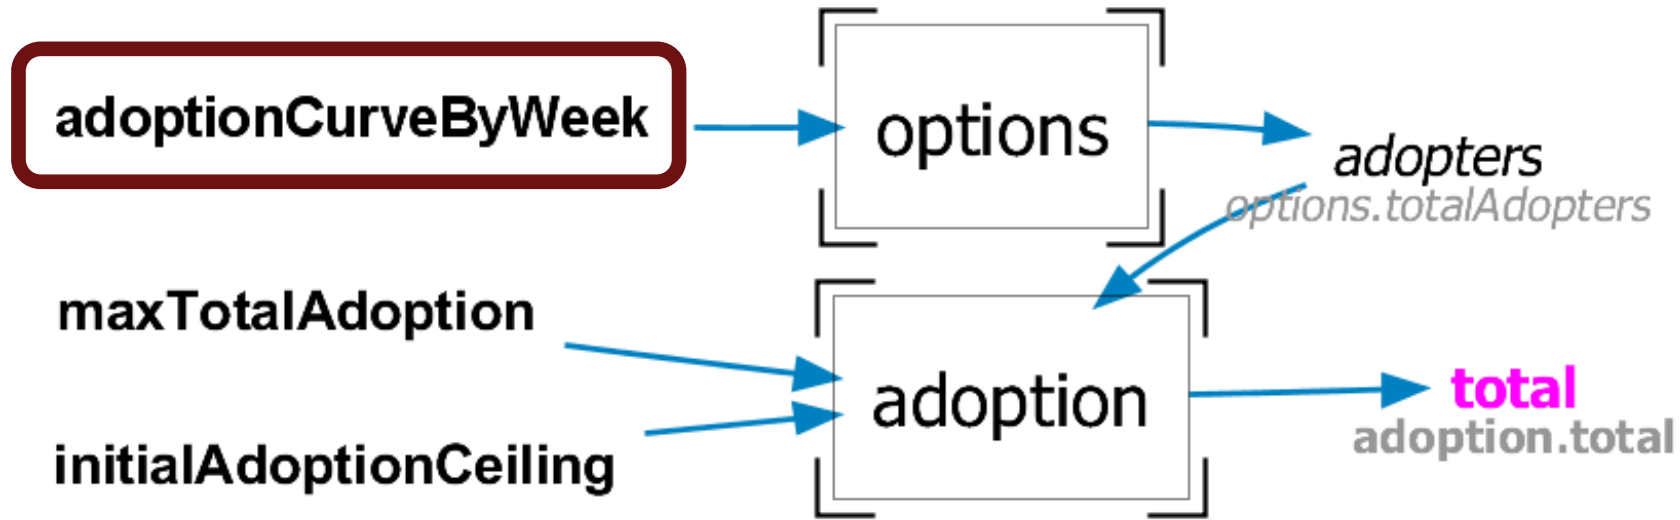 adoptionCurveByWeek
options
adopters
options.totalAdopters
maxTotalAdoption
adoption
total
adoption.total
initialAdoptionCeiling